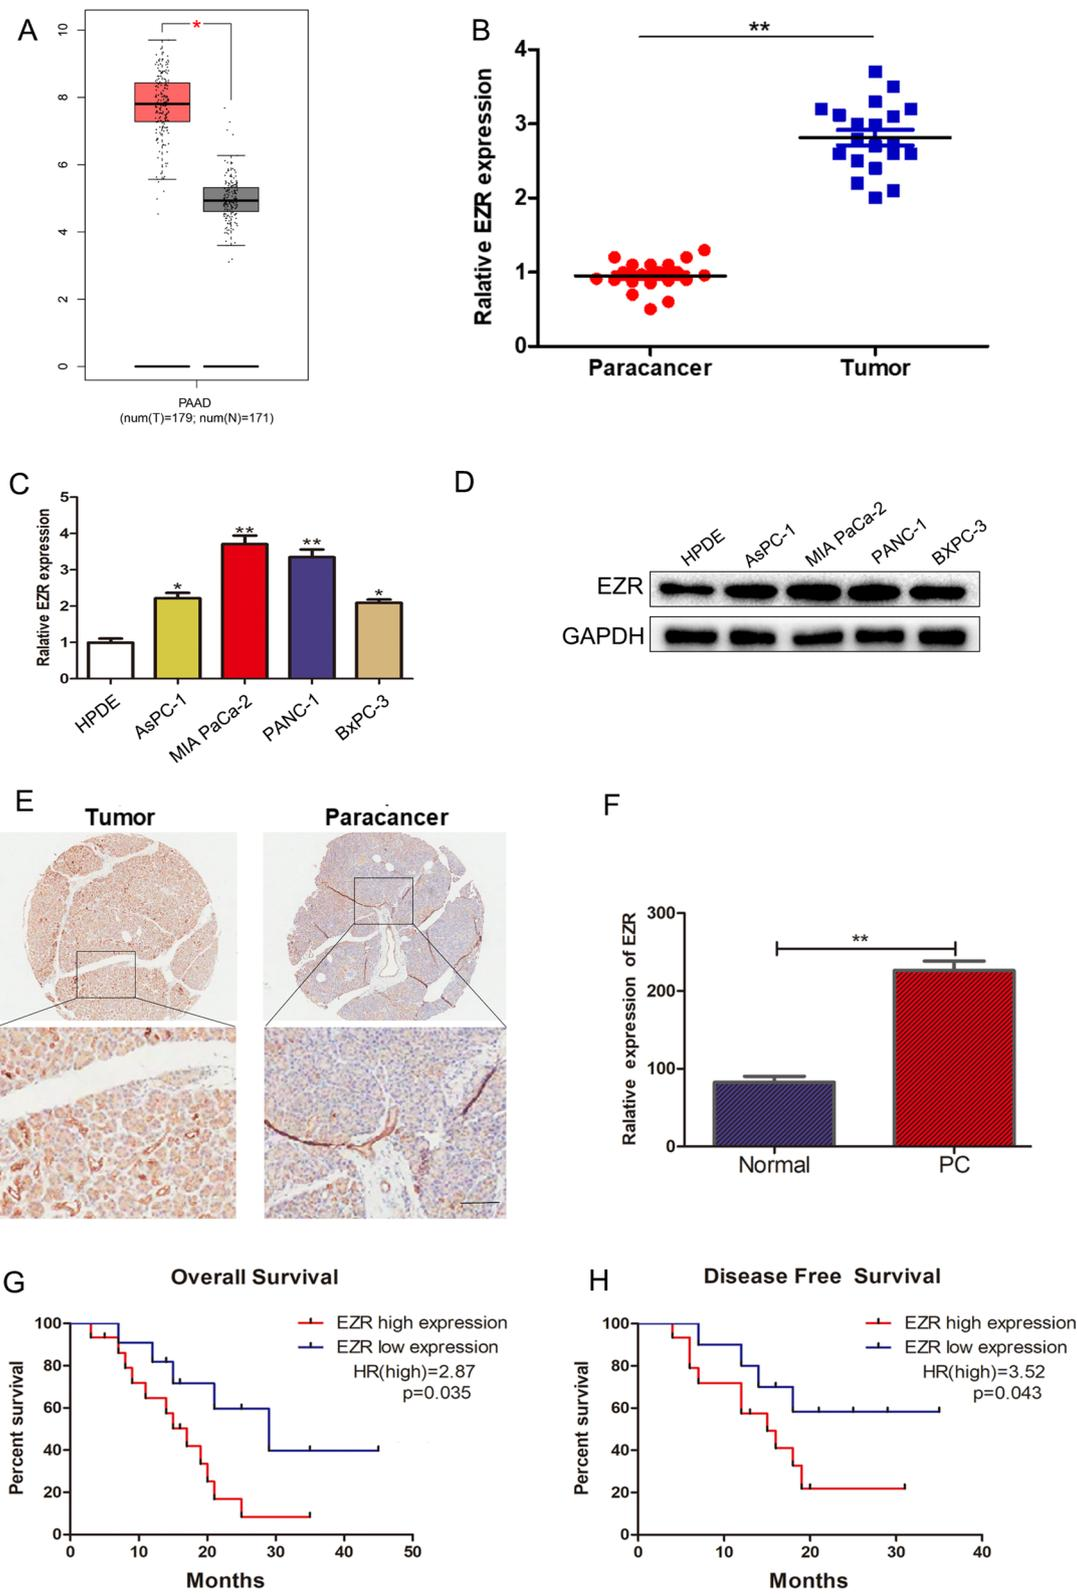 A
*
10
8
6
4
2
0
PAAD
(num(T)=179; num(N)=171)
B
**
Ralative EZR expression
4
3
2
1
0
Paracancer
Tumor
C
Ralative EZR expression
5
4
3
2
1
0
*
**
**
*
HPDE
AsPC-1
MIA PaCa-2
PANC-1
BxPC-3
D
HPDE
AsPC-1
MIA PaCa-2
PANC-1
BXPC-3
EZR
GAPDH
E
Tumor
Paracancer
F
Ralative expression of EZR
300
200
100
0
**
Normal
PC
G
Overall Survival
EZR high expression
EZR low expression
HR(high)=2.87
p=0.035
Percent survival
100
80
60
40
20
0
0 10 20 30 40 50
Months
H
Disease Free Survival
EZR high expression
EZR low expression
HR(high)=3.52
p=0.043
Percent survival
100
80
60
40
20
0
0 10 20 30 40
Months